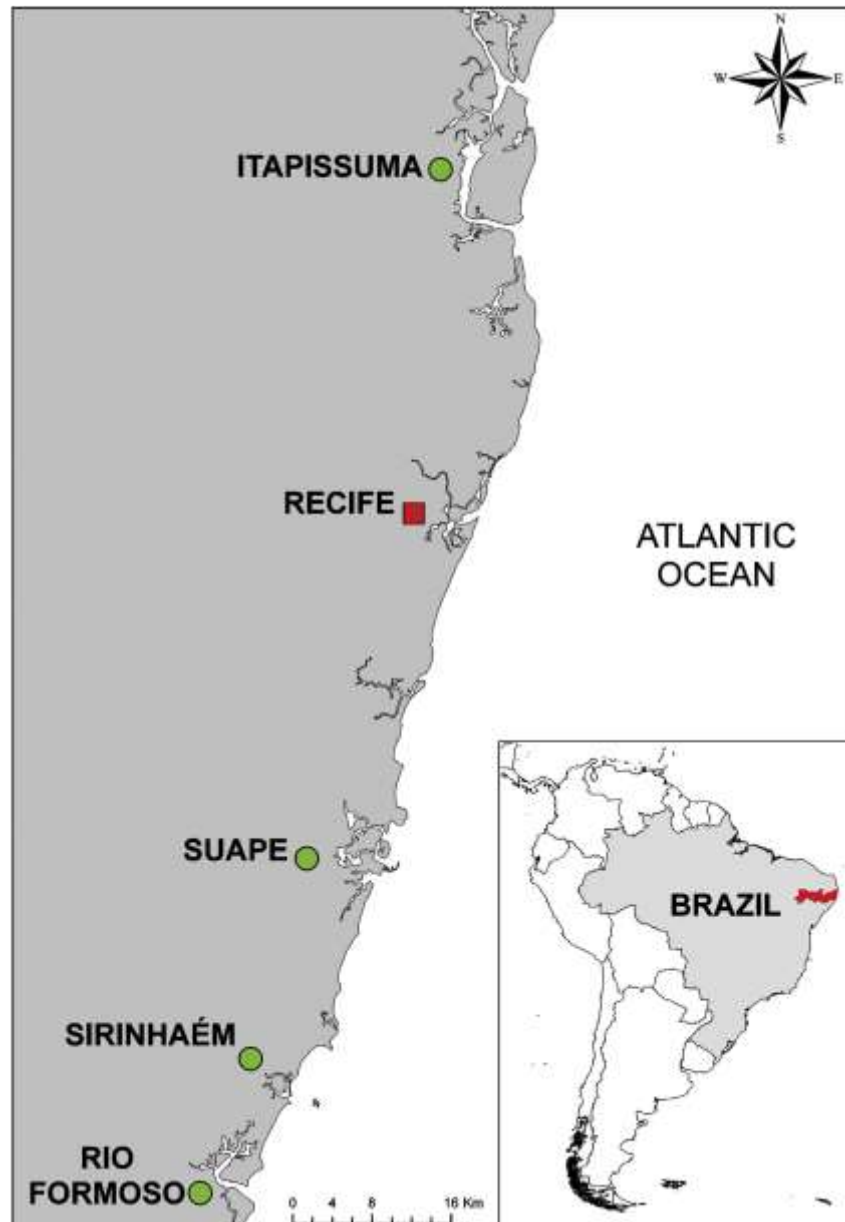 N
W E
S
ITAPISSUMA
RECIFE
ATLANTIC
OCEAN
SUAPE
BRAZIL
SIRINHAÉM
RIO
FORMOSO
0 4 8 16 Km